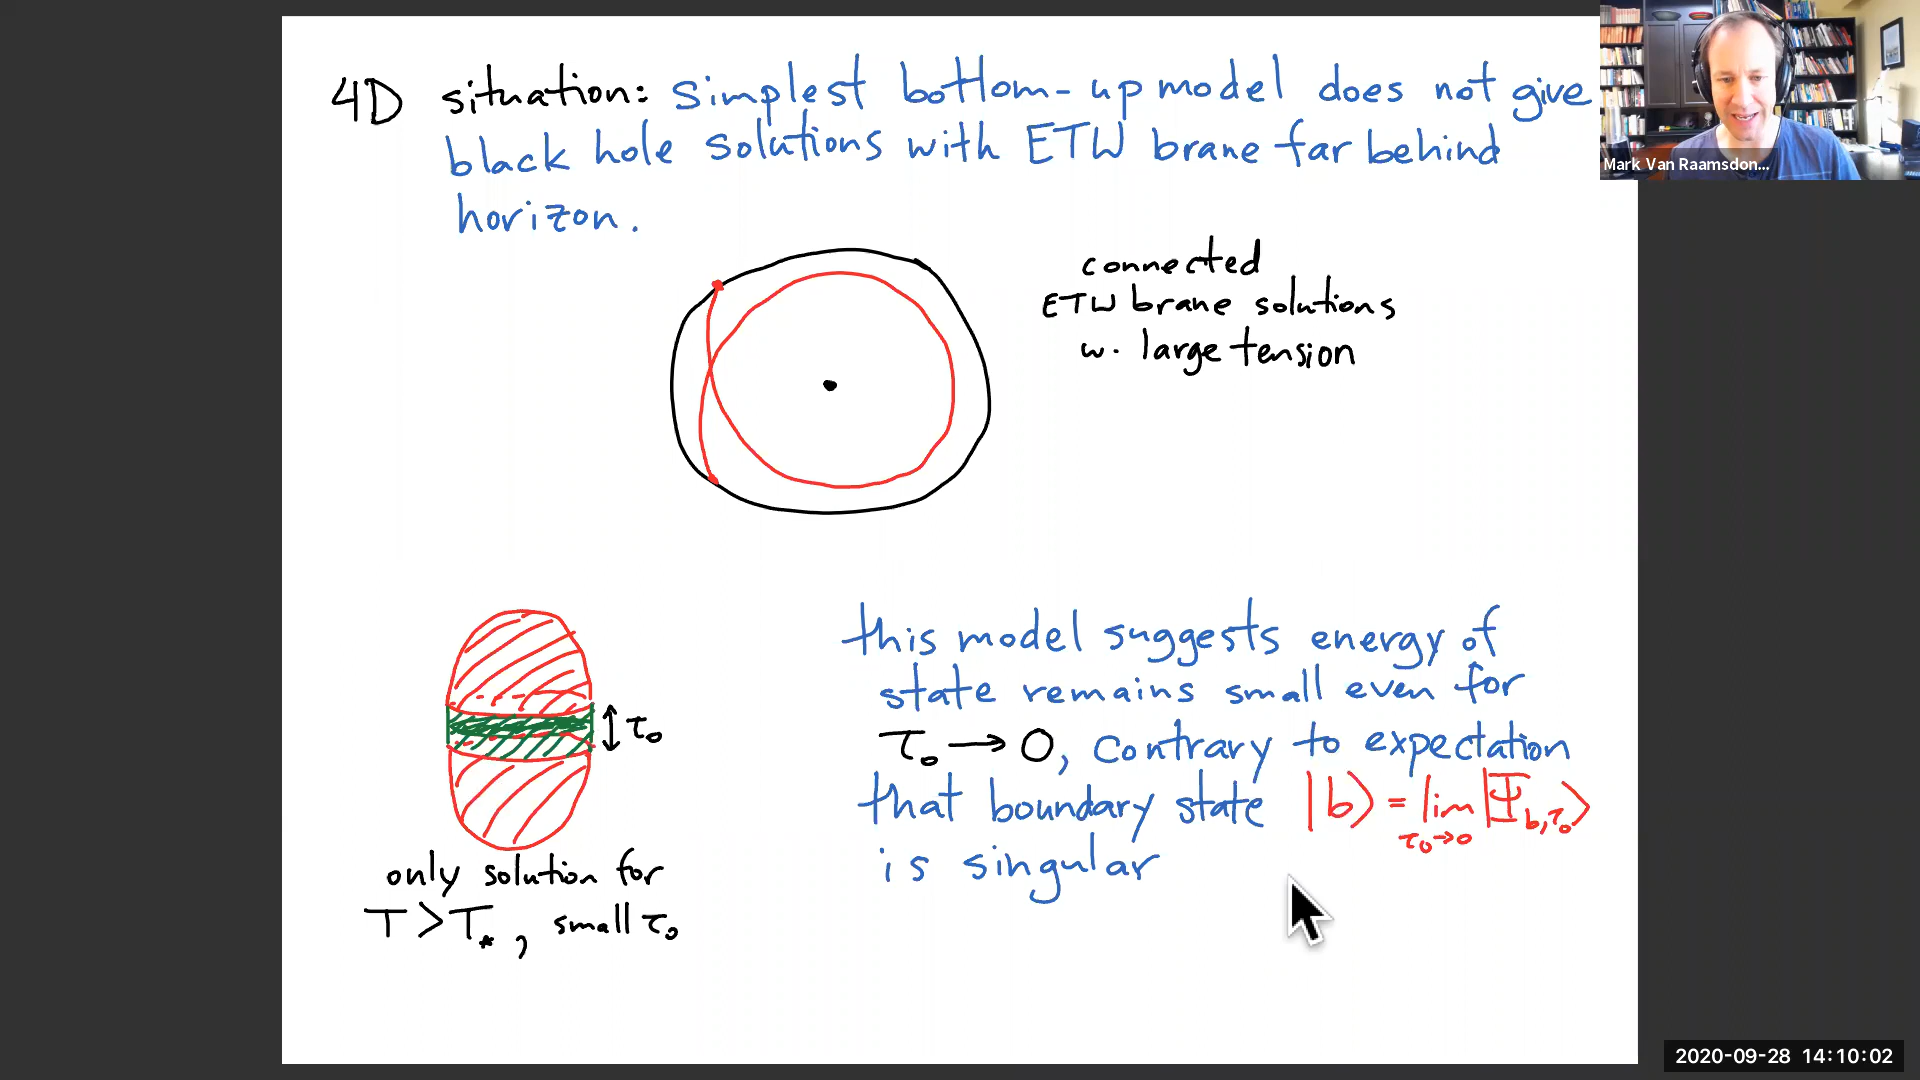 4D situation: simplest bottom-up model does not give
black hole solutions with ETW brane far behind
horizon.
connected
ETW brane solutions
w. large tension
τ₀
only solution for
T > T* , small τ₀
this model suggests energy of
state remains small even for
τ₀ → 0, contrary to expectation
that boundary state |b⟩ = lim τ₀→0 |Ψ b,τ₀⟩
is singular
Mark Van Raamsdon...
2020-09-28 14:10:02